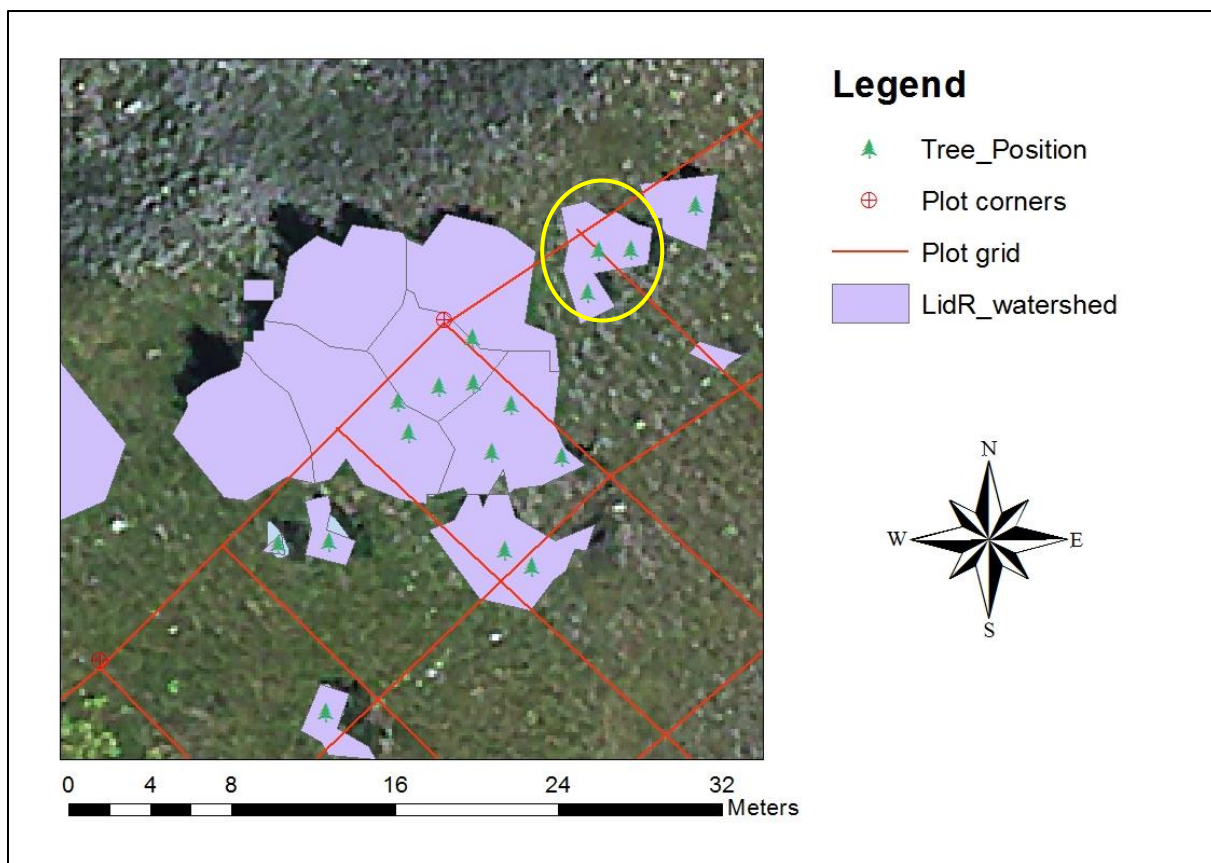 Legend
Tree_Position
Plot corners
Plot grid
LidR_watershed
N
W E
S
0 4 8 16 24 32
Meters